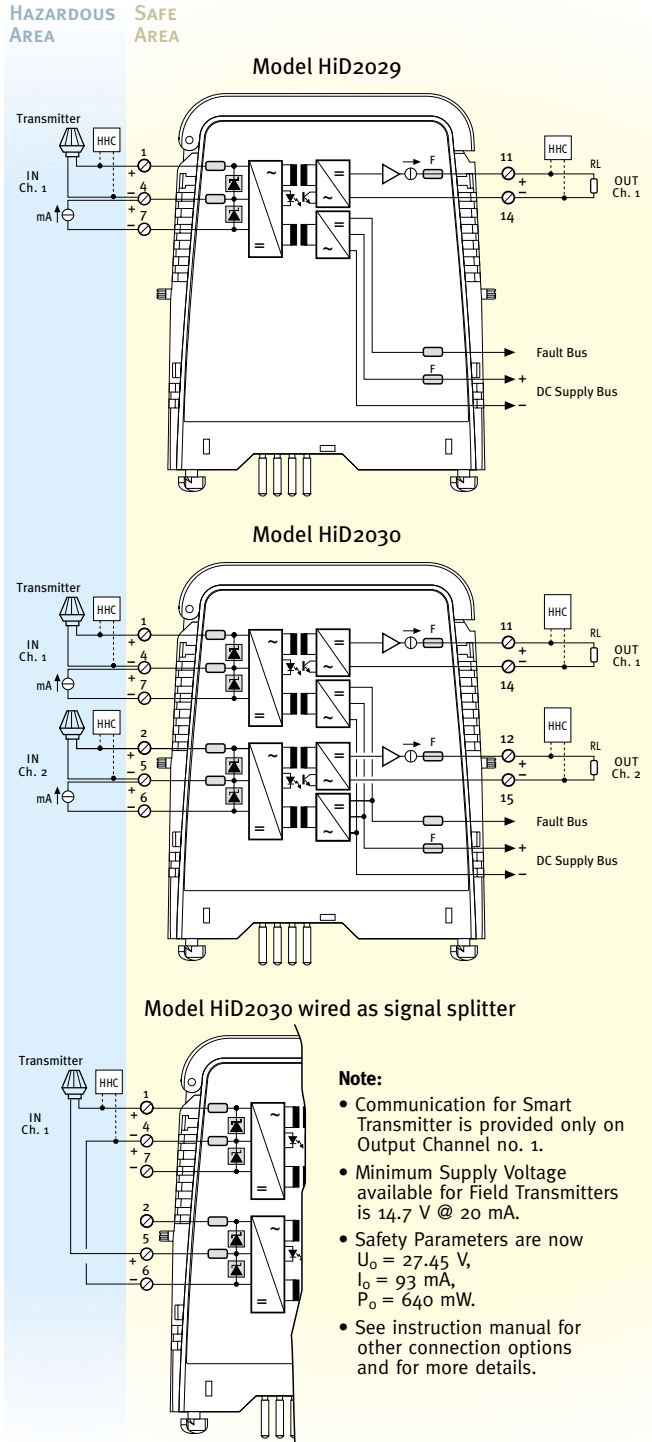 HAZARDOUS AREA
SAFE AREA
Model HiD2029
Transmitter
HHC
IN
Ch. 1
mA
1
+
4
−
+
7
−
F
11
+
−
14
HHC
RL
OUT
Ch. 1
~
=
=
~
=
~
Fault Bus
F
+
DC Supply Bus
−
Model HiD2030
Transmitter
HHC
IN
Ch. 1
mA
1
+
4
−
+
7
−
~
=
=
~
=
~
F
11
+
−
14
HHC
RL
OUT
Ch. 1
HHC
IN
Ch. 2
mA
2
+
5
−
+
6
−
~
=
=
~
=
~
F
12
+
−
15
HHC
RL
OUT
Ch. 2
Fault Bus
F
+
DC Supply Bus
−
Model HiD2030 wired as signal splitter
Transmitter
HHC
IN
Ch. 1
1
+
4
−
+
7
−
2
5
+
6
−
~
=
~
=
Note:
• Communication for Smart
Transmitter is provided only on
Output Channel no. 1.
• Minimum Supply Voltage
available for Field Transmitters
is 14.7 V @ 20 mA.
• Safety Parameters are now
Uo = 27.45 V,
Io = 93 mA,
Po = 640 mW.
• See instruction manual for
other connection options
and for more details.